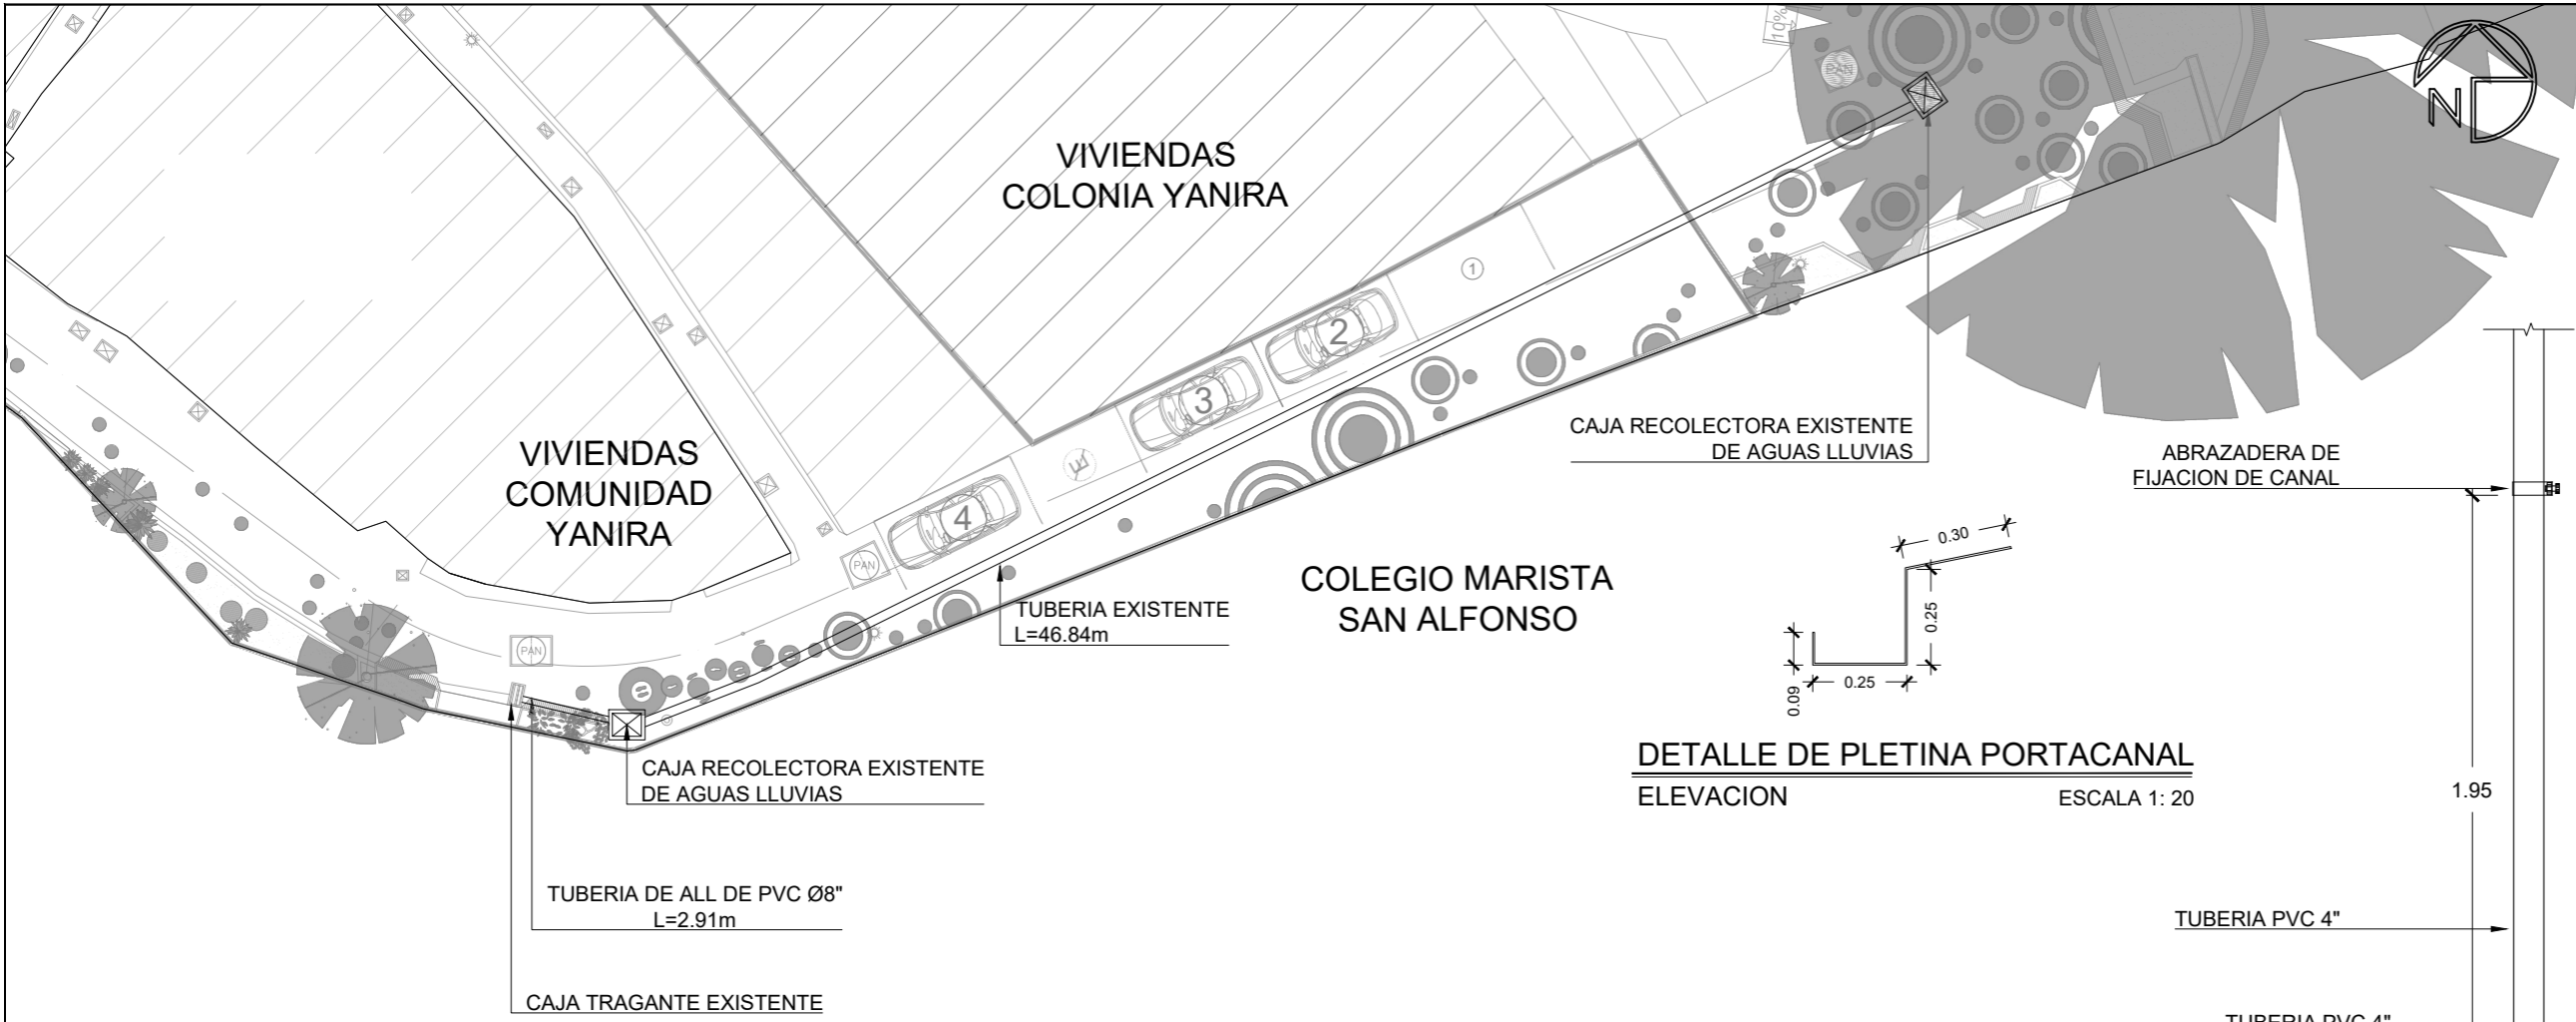 10%
PAN
N
VIVIENDAS
COLONIA YANIRA
1
2
3
E
4
PAN
VIVIENDAS
COMUNIDAD
YANIRA
PAN
CAJA RECOLECTORA EXISTENTE
DE AGUAS LLUVIAS
ABRAZADERA DE
FIJACION DE CANAL
TUBERIA EXISTENTE
L=46.84m
COLEGIO MARISTA
SAN ALFONSO
0.30
0.25
0.09
0.25
DETALLE DE PLETINA PORTACANAL
ELEVACION
ESCALA 1: 20
1.95
CAJA RECOLECTORA EXISTENTE
DE AGUAS LLUVIAS
TUBERIA DE ALL DE PVC Ø8"
L=2.91m
TUBERIA PVC 4"
CAJA TRAGANTE EXISTENTE
TUBERIA PVC 4"